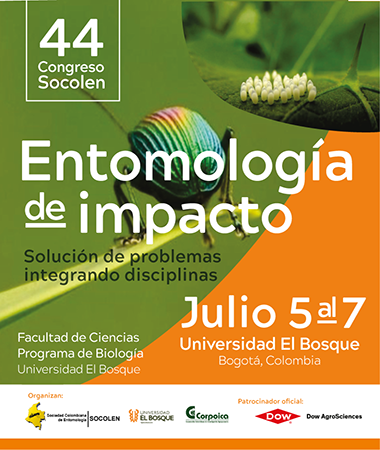 44
Congreso
Socolen
Entomología
de impacto
Solución de problemas
integrando disciplinas
Julio 5 al 7
Universidad El Bosque
Bogotá, Colombia
Facultad de Ciencias
Programa de Biología
Universidad El Bosque
Organizan:
Patrocinador oficial:
Sociedad Colombiana
de Entomología
SOCOLEN
UNIVERSIDAD
EL BOSQUE
Corpoica
DOW
Dow AgroSciences